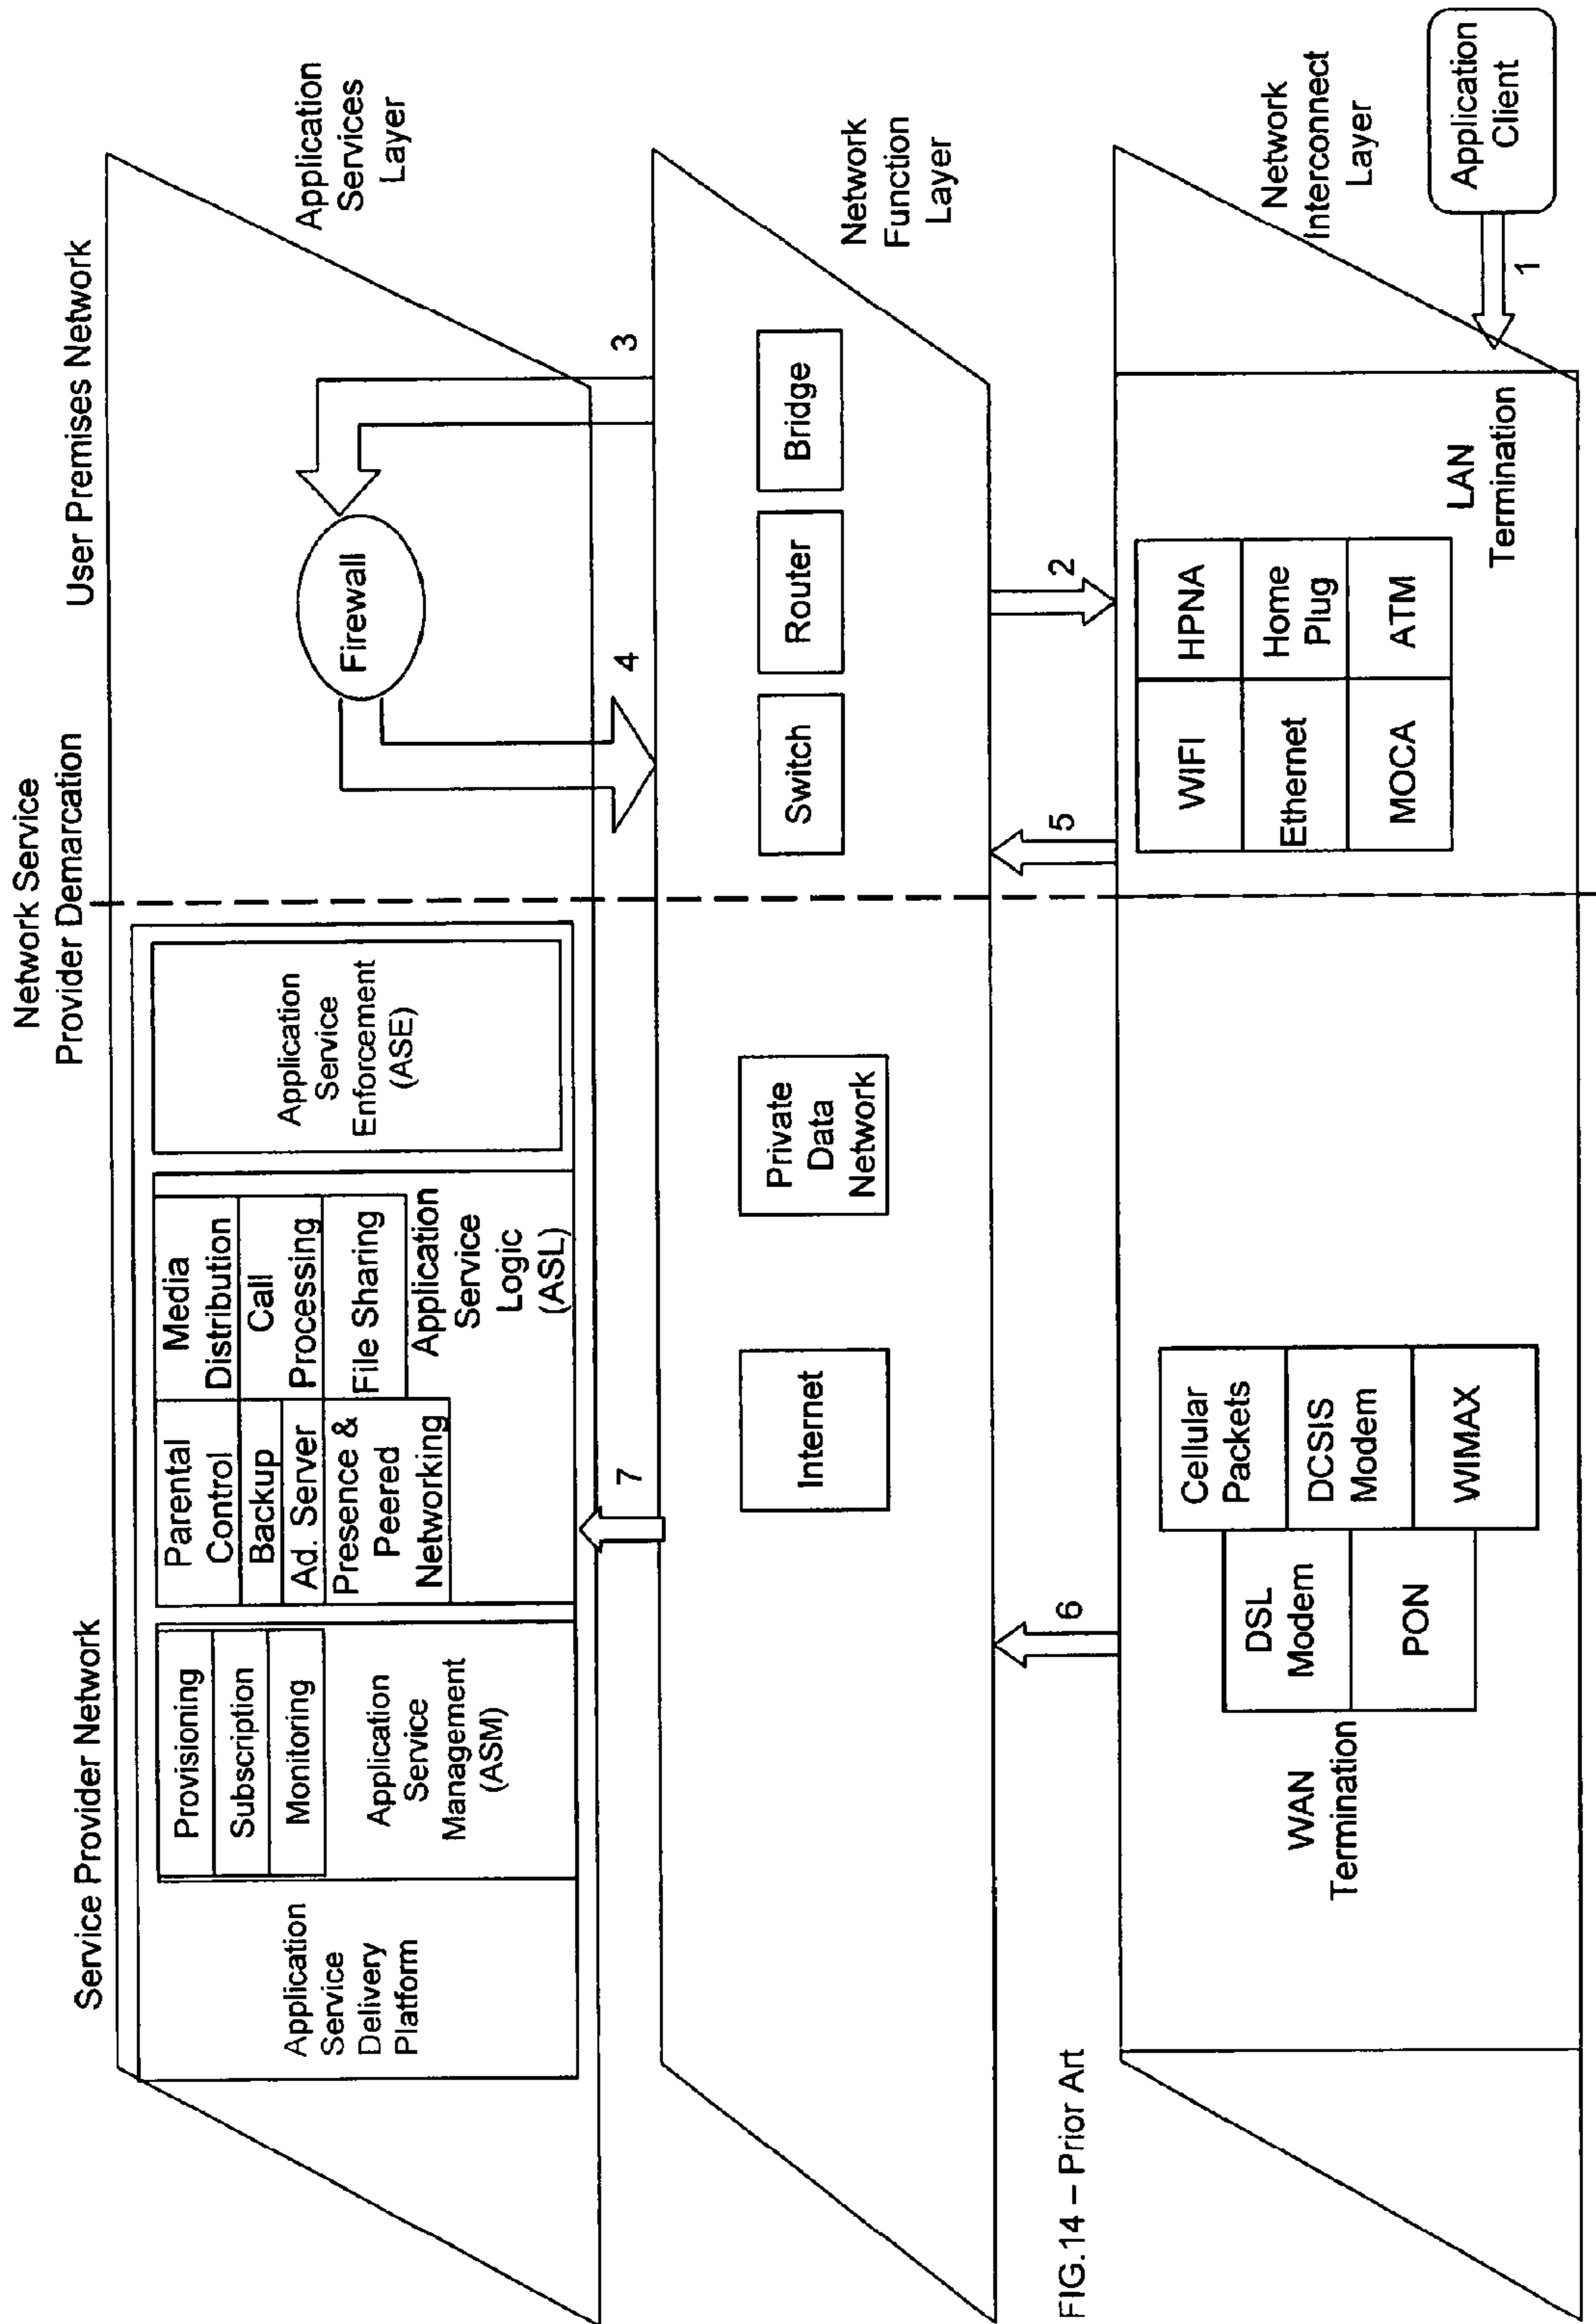 Network Service
Provider Demarcation
Service Provider Network
User Premises Network
Application
Service
Delivery
Platform
Provisioning
Subscription
Monitoring
Application
Service
Management
(ASM)
Parental
Control
Backup
Ad. Server
Presence &
Peered
Networking
Media
Distribution
Call
Processing
File Sharing
Application
Service
Logic
(ASL)
Application
Service
Enforcement
(ASE)
Firewall
Application
Services
Layer
7
4
3
Internet
Private
Data
Network
Switch
Router
Bridge
Network
Function
Layer
6
5
2
FIG.14 – Prior Art
WAN
Termination
DSL
Modem
PON
Cellular
Packets
DCSIS
Modem
WIMAX
WIFI
HPNA
Ethernet
Home
Plug
MOCA
ATM
LAN
Termination
Network
Interconnect
Layer
1
Application
Client